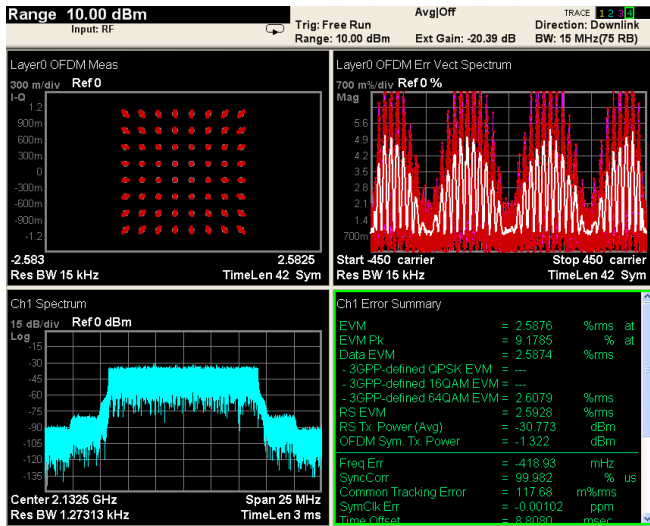 Range 10.00 dBm
Input: RF
Trig: Free Run
Range: 10.00 dBm
Avg|Off
Ext Gain: -20.39 dB
TRACE 1 2 3 4
Direction: Downlink
BW: 15 MHz(75 RB)
Layer0 OFDM Meas
300 m/div Ref 0
I-Q
1.2
900m
600m
300m
0
-300m
-600m
-900m
-1.2
-2.583 2.5825
Res BW 15 kHz TimeLen 42 Sym
Layer0 OFDM Err Vect Spectrum
700 m%/div Ref 0 %
Mag
5.6
4.9
4.2
3.5
2.8
2.1
1.4
700m
Start -450 carrier Stop 450 carrier
Res BW 15 kHz TimeLen 42 Sym
Ch1 Spectrum
15 dB/div Ref 0 dBm
Log
-15
-30
-45
-60
-75
-90
-105
-120
-135
Center 2.1325 GHz Span 25 MHz
Res BW 1.27313 kHz TimeLen 3 ms
Ch1 Error Summary
EVM = 2.5876 %rms at
EVM Pk = 9.1785 % at
Data EVM = 2.5874 %rms
- 3GPP-defined QPSK EVM = ---
- 3GPP-defined 16QAM EVM = ---
- 3GPP-defined 64QAM EVM = 2.6079 %rms
RS EVM = 2.5928 %rms
RS Tx. Power (Avg) = -30.773 dBm
OFDM Sym. Tx. Power = -1.322 dBm
Freq Err = -418.93 mHz
SyncCorr = 99.982 % us
Common Tracking Error = 117.68 m%rms
SymClk Err = -0.00102 ppm
Time Offset = 8.8080 msec